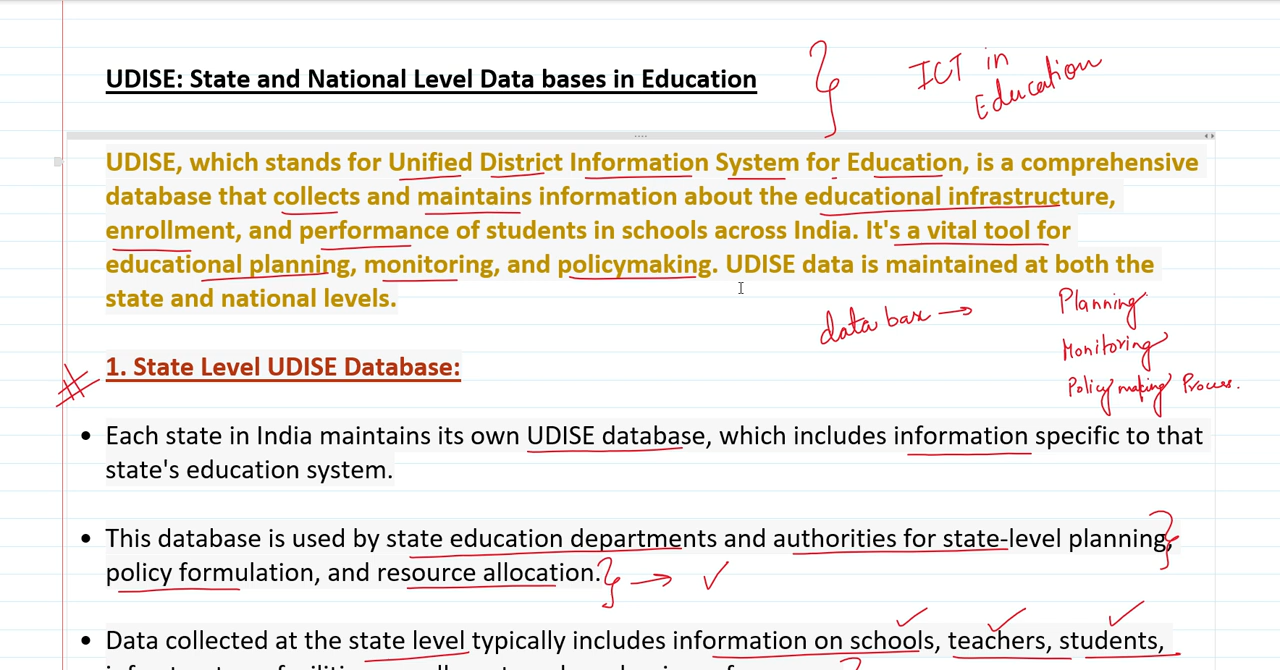 UDISE: State and National Level Data bases in Education
ICT in
Education
UDISE, which stands for Unified District Information System for Education, is a comprehensive
database that collects and maintains information about the educational infrastructure,
enrollment, and performance of students in schools across India. It's a vital tool for
educational planning, monitoring, and policymaking. UDISE data is maintained at both the
state and national levels.
data base →
Planning
Monitoring
Policy making Process.
1. State Level UDISE Database:
• Each state in India maintains its own UDISE database, which includes information specific to that
state's education system.
• This database is used by state education departments and authorities for state-level planning,
policy formulation, and resource allocation.
• Data collected at the state level typically includes information on schools, teachers, students,